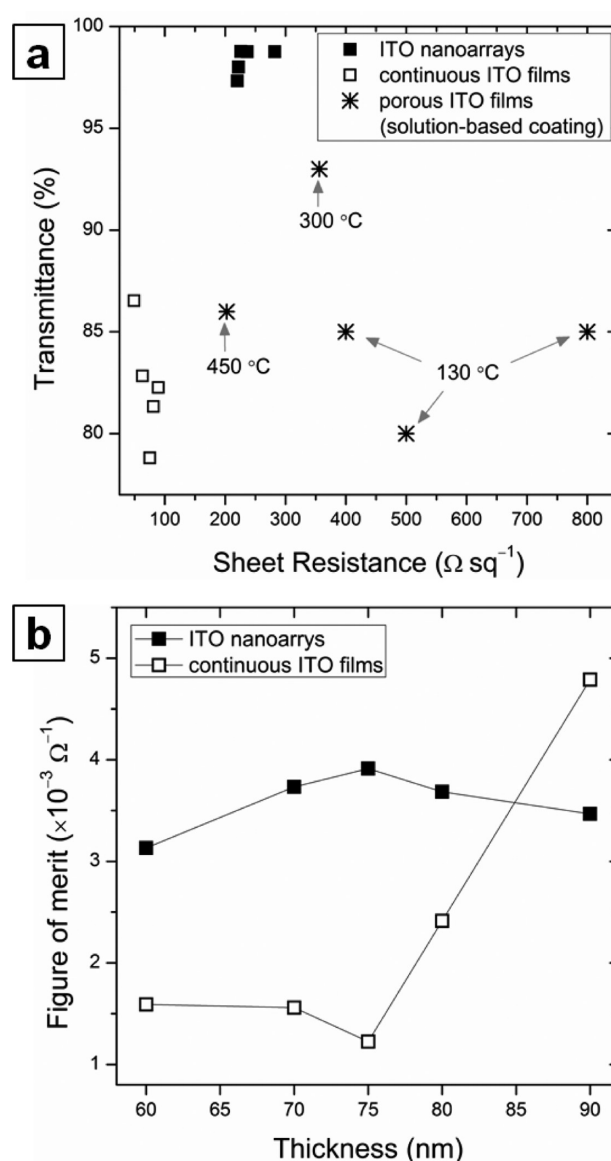 a
100
95
90
85
80
Transmittance (%)
ITO nanoarrays
continuous ITO films
porous ITO films
(solution-based coating)
300 °C
450 °C
130 °C
100 200 300 400 500 600 700 800
Sheet Resistance (Ω sq⁻¹)
b
5
4
3
2
1
Figure of merit (×10⁻³ Ω⁻¹)
ITO nanoarrys
continuous ITO films
60 65 70 75 80 85 90
Thickness (nm)